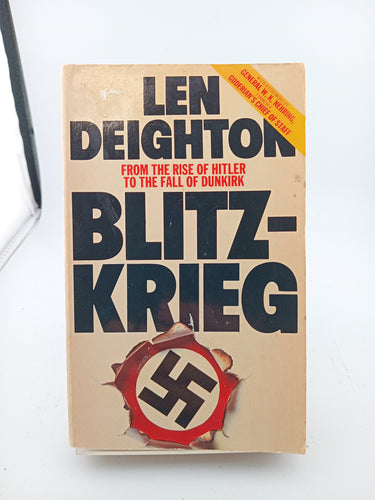 LEN
DEIGHTON
GENERAL W. K. NEHRING,
GUDERIAN'S CHIEF-OF-STAFF
FROM THE RISE OF HITLER
TO THE FALL OF DUNKIRK
BLITZ-
KRIEG